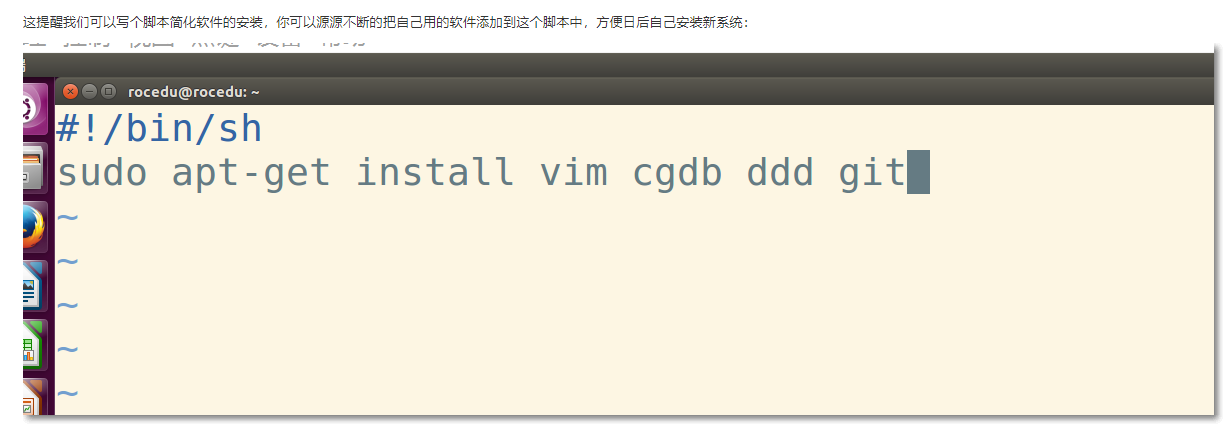 这提醒我们可以写个脚本简化软件的安装，你可以源源不断的把自己用的软件添加到这个脚本中，方便日后自己安装新系统：
rocedu@rocedu: ~
#!/bin/sh
sudo apt-get install vim cgdb ddd git
~
~
~
~
~